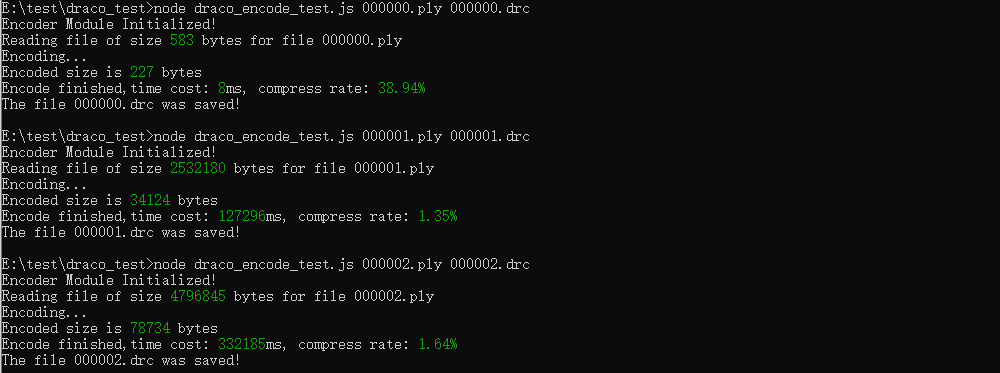 E:\test\draco_test>node draco_encode_test.js 000000.ply 000000.drc
Encoder Module Initialized!
Reading file of size 583 bytes for file 000000.ply
Encoding...
Encoded size is 227 bytes
Encode finished,time cost: 8ms, compress rate: 38.94%
The file 000000.drc was saved!
E:\test\draco_test>node draco_encode_test.js 000001.ply 000001.drc
Encoder Module Initialized!
Reading file of size 2532180 bytes for file 000001.ply
Encoding...
Encoded size is 34124 bytes
Encode finished,time cost: 127296ms, compress rate: 1.35%
The file 000001.drc was saved!
E:\test\draco_test>node draco_encode_test.js 000002.ply 000002.drc
Encoder Module Initialized!
Reading file of size 4796845 bytes for file 000002.ply
Encoding...
Encoded size is 78734 bytes
Encode finished,time cost: 332185ms, compress rate: 1.64%
The file 000002.drc was saved!